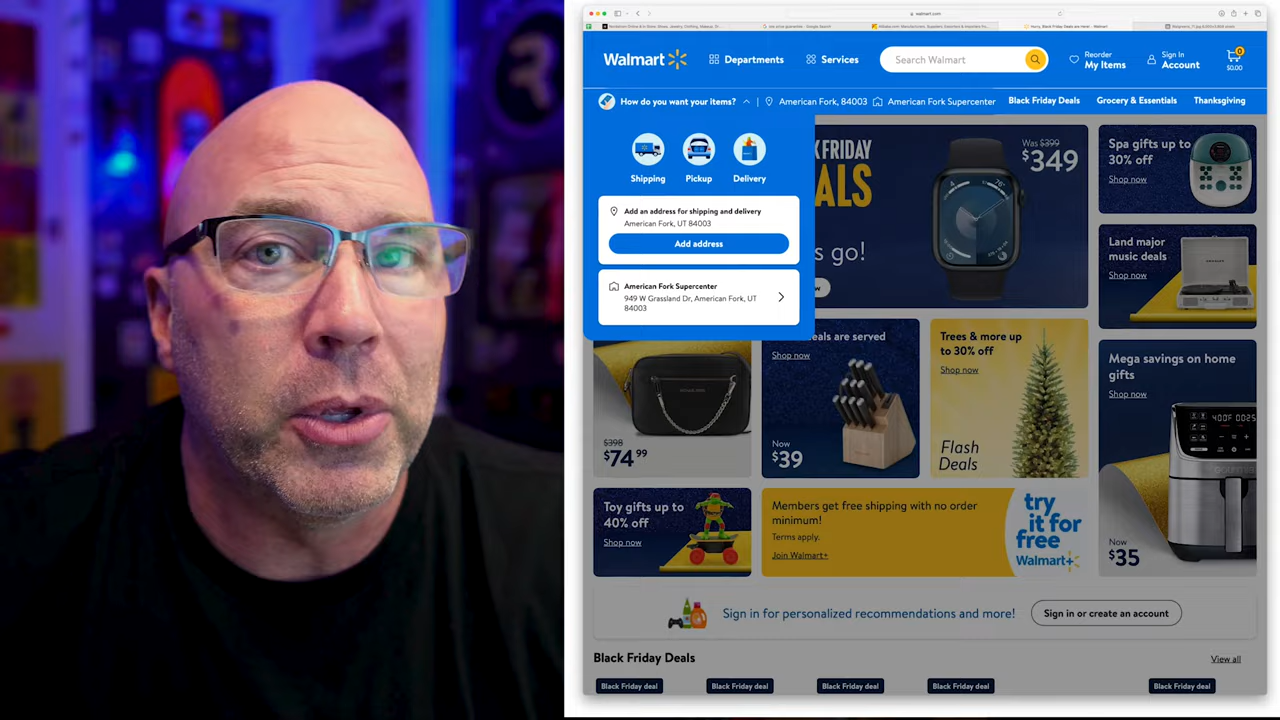 walmart.com
Walmart
Departments
Services
Search Walmart
Reorder
My Items
Sign In
Account
0
$0.00
How do you want your items?
American Fork, 84003
American Fork Supercenter
Black Friday Deals
Grocery & Essentials
Thanksgiving
Shipping
Pickup
Delivery
Add an address for shipping and delivery
American Fork, UT 84003
Add address
American Fork Supercenter
949 W Grassland Dr, American Fork, UT
84003
K FRIDAY
ALS
s go!
w
Was $399
$349
Spa gifts up to
30% off
Shop now
Land major
music deals
Shop now
$398
$74 99
eals are served
Shop now
Now
$39
Trees & more up
to 30% off
Shop now
Flash
Deals
Mega savings on home
gifts
Shop now
Now
$35
Toy gifts up to
40% off
Shop now
Members get free shipping with no order
minimum!
Terms apply.
Join Walmart+
try
it for
free
Walmart+
Sign in for personalized recommendations and more!
Sign in or create an account
Black Friday Deals
View all
Black Friday deal
Black Friday deal
Black Friday deal
Black Friday deal
Black Friday deal